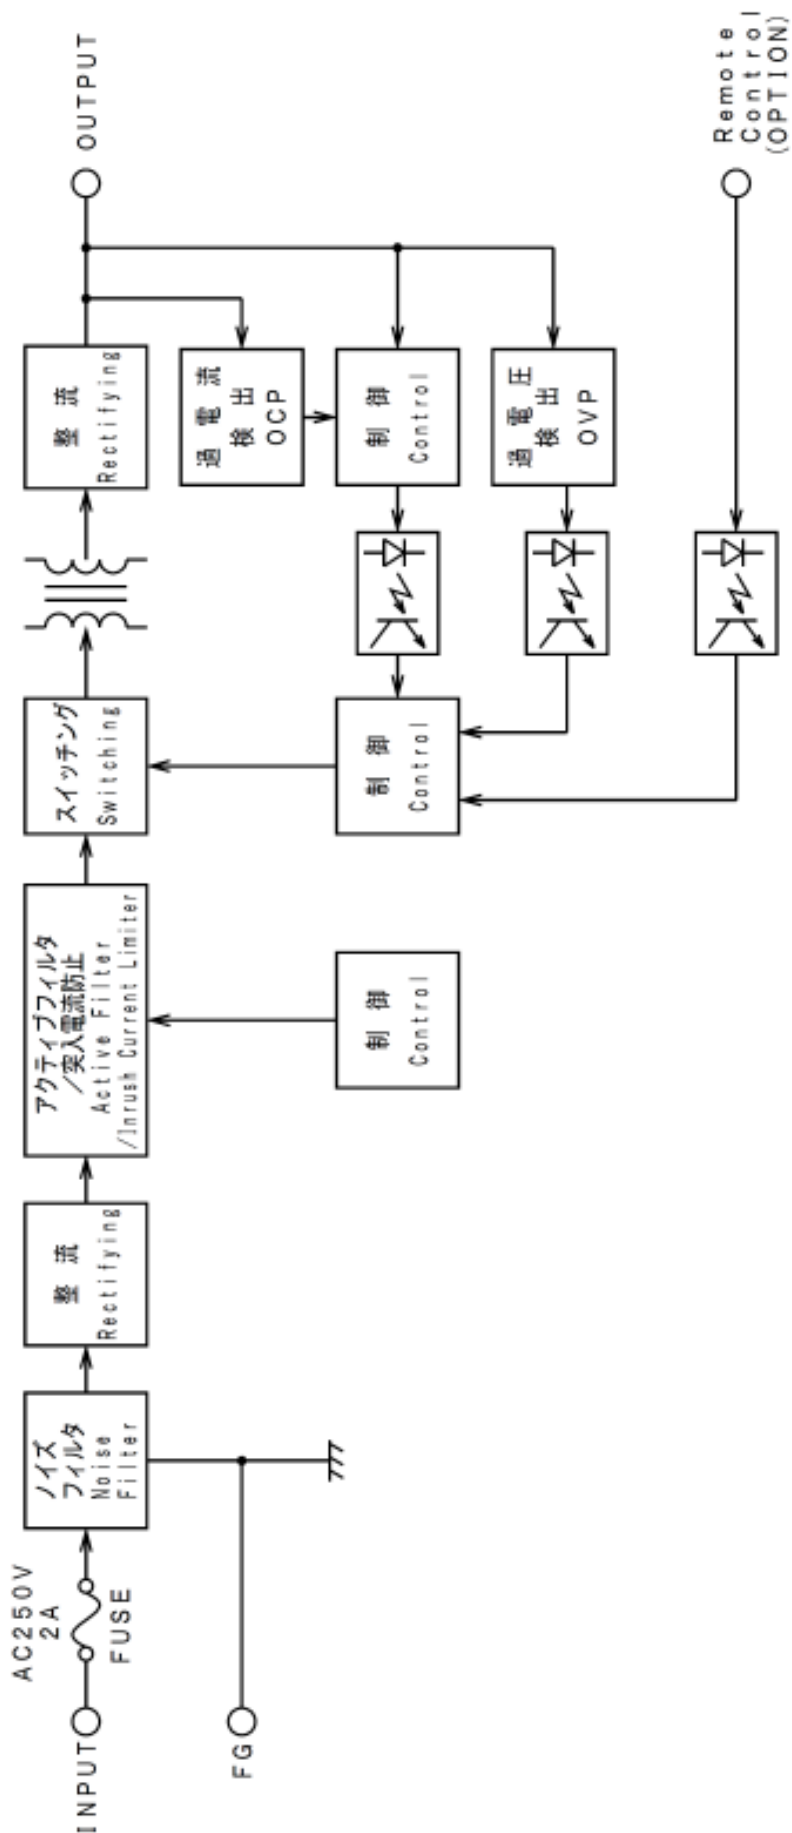 AC250V
2A
INPUT
FUSE
FG
ノイズ
フィルタ
Noise
Filter
整流
Rectifying
アクティブフィルタ
/突入電流防止
Active Filter
/Inrush Current Limiter
スイッチング
Switching
整流
Rectifying
OUTPUT
過電流
検出
OCP
制御
Control
制御
Control
制御
Control
過電圧
検出
OVP
Remote
Control
(OPTION)